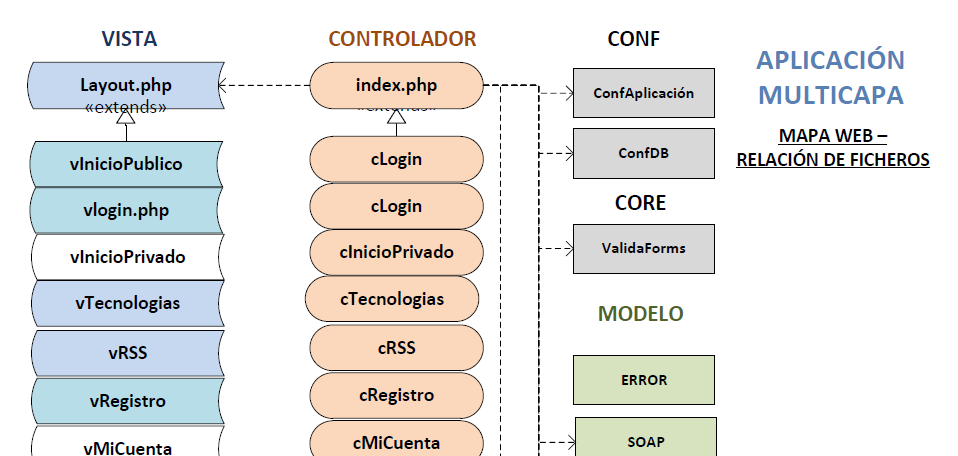 VISTA
CONTROLADOR
CONF
APLICACIÓN
MULTICAPA
MAPA WEB –
RELACIÓN DE FICHEROS
Layout.php
«extends»
index.php
«extends»
ConfAplicación
ConfDB
CORE
ValidaForms
MODELO
ERROR
SOAP
vInicioPublico
vlogin.php
vInicioPrivado
vTecnologias
vRSS
vRegistro
vMiCuenta
cLogin
cLogin
cInicioPrivado
cTecnologias
cRSS
cRegistro
cMiCuenta